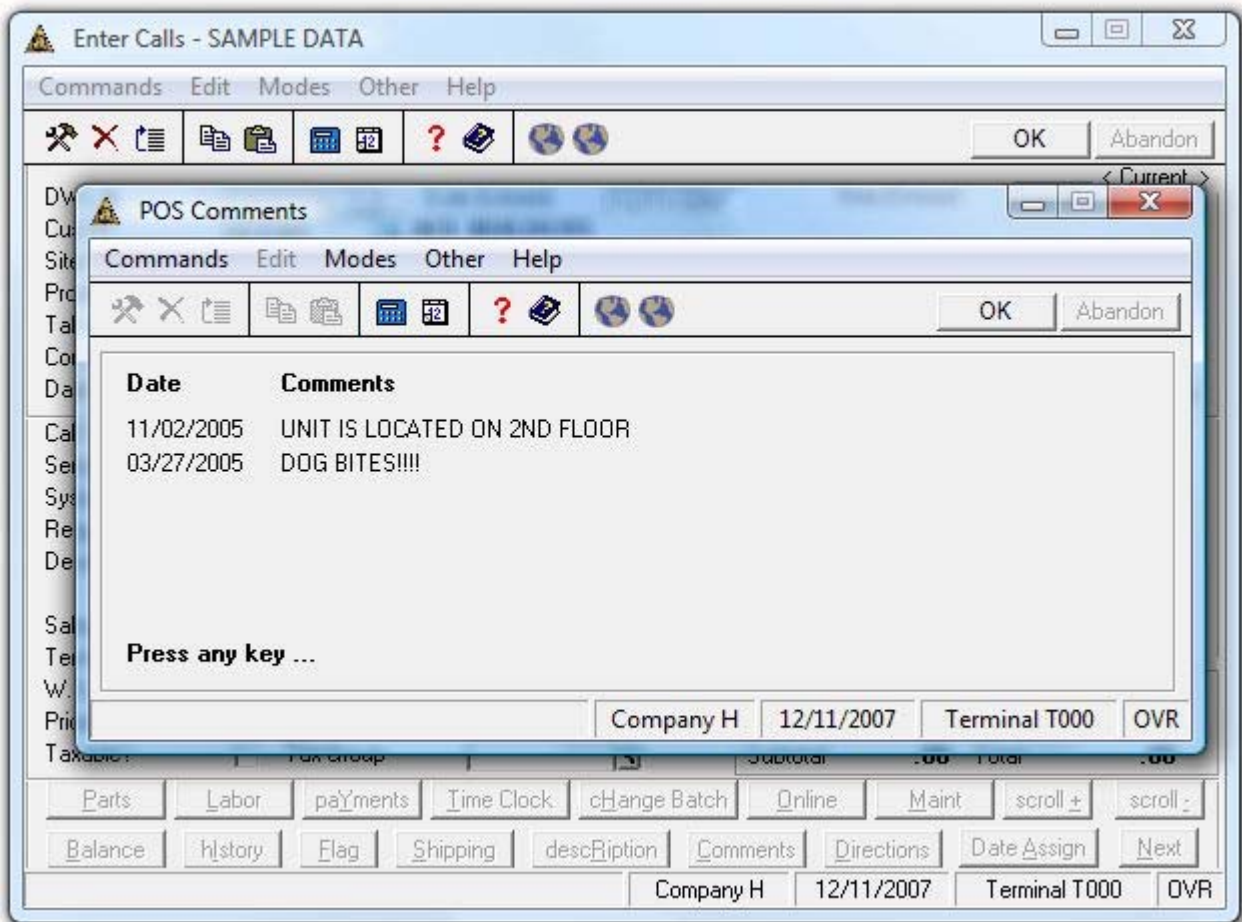 Enter Calls - SAMPLE DATA
Commands Edit Modes Other Help
OK Abandon
< Current >
POS Comments
Commands Edit Modes Other Help
OK Abandon
Date Comments
11/02/2005 UNIT IS LOCATED ON 2ND FLOOR
03/27/2005 DOG BITES!!!!
Press any key ...
Company H 12/11/2007 Terminal T000 OVR
Parts Labor paYments Time Clock cHange Batch Online Maint scroll + scroll -
Balance hIstory Flag Shipping descRiption Comments Directions Date Assign Next
Company H 12/11/2007 Terminal T000 OVR